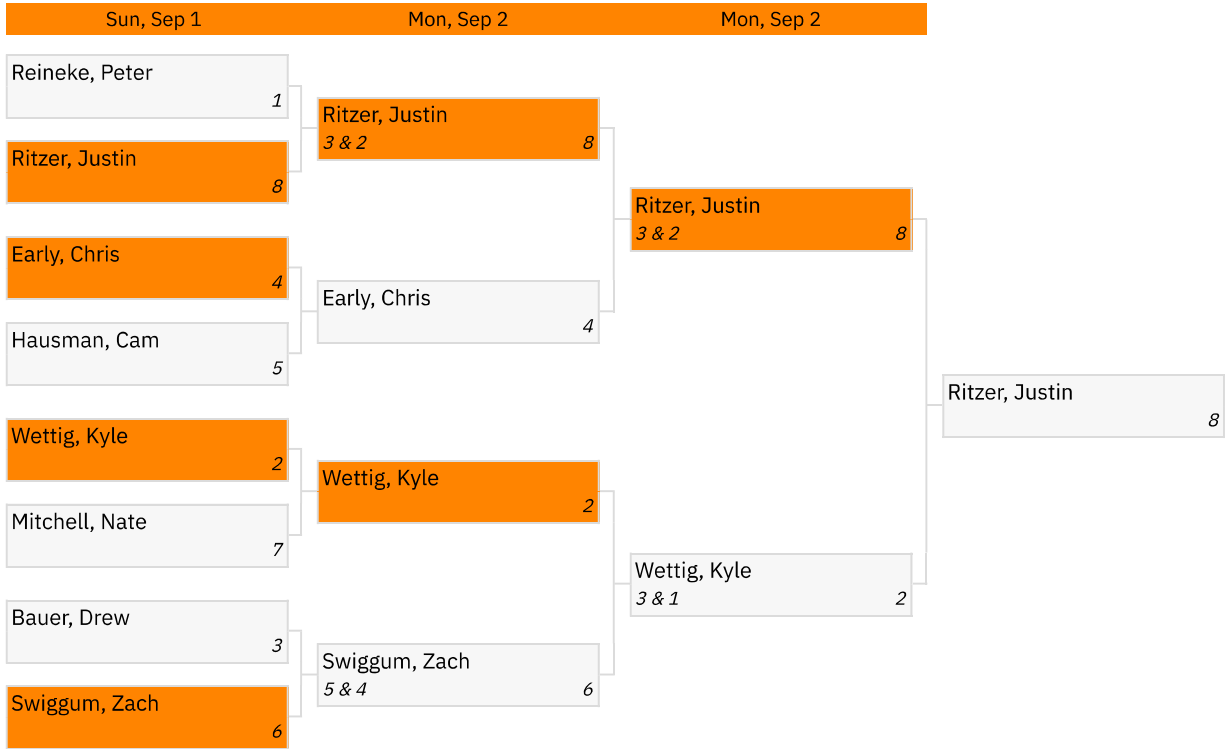 Sun, Sep 1
Mon, Sep 2
Mon, Sep 2
Reineke, Peter
1
Ritzer, Justin
8
Early, Chris
4
Hausman, Cam
5
Wettig, Kyle
2
Mitchell, Nate
7
Bauer, Drew
3
Swiggum, Zach
6
Ritzer, Justin
3 & 2 8
Early, Chris
4
Wettig, Kyle
2
Swiggum, Zach
5 & 4 6
Ritzer, Justin
3 & 2 8
Wettig, Kyle
3 & 1 2
Ritzer, Justin
8